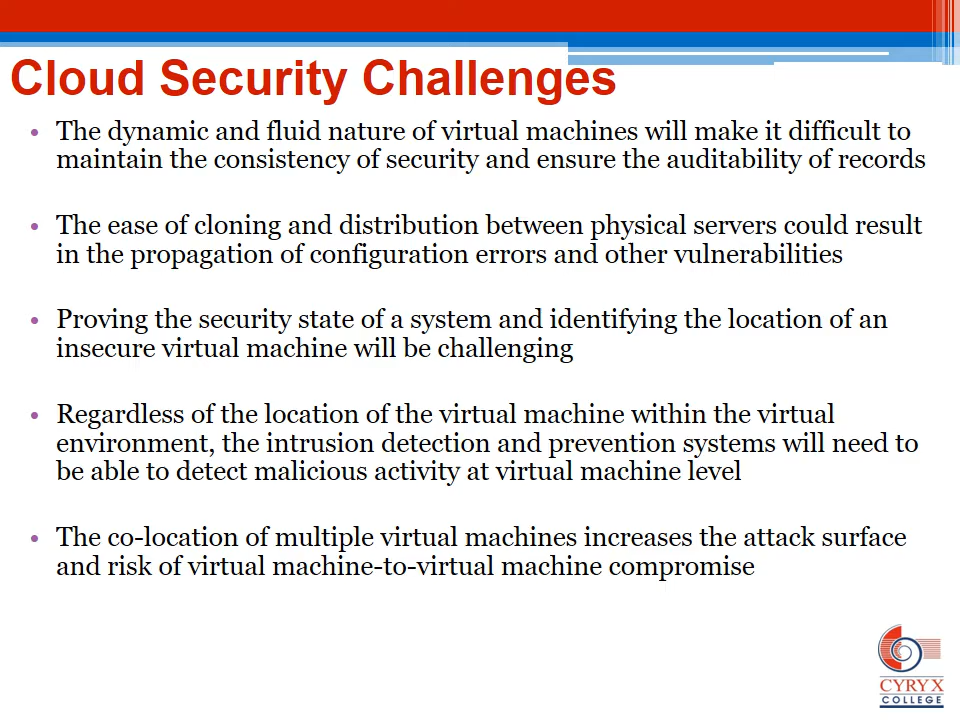 Cloud Security Challenges
• The dynamic and fluid nature of virtual machines will make it difficult to
maintain the consistency of security and ensure the auditability of records
• The ease of cloning and distribution between physical servers could result
in the propagation of configuration errors and other vulnerabilities
• Proving the security state of a system and identifying the location of an
insecure virtual machine will be challenging
• Regardless of the location of the virtual machine within the virtual
environment, the intrusion detection and prevention systems will need to
be able to detect malicious activity at virtual machine level
• The co-location of multiple virtual machines increases the attack surface
and risk of virtual machine-to-virtual machine compromise
CYRYX
COLLEGE